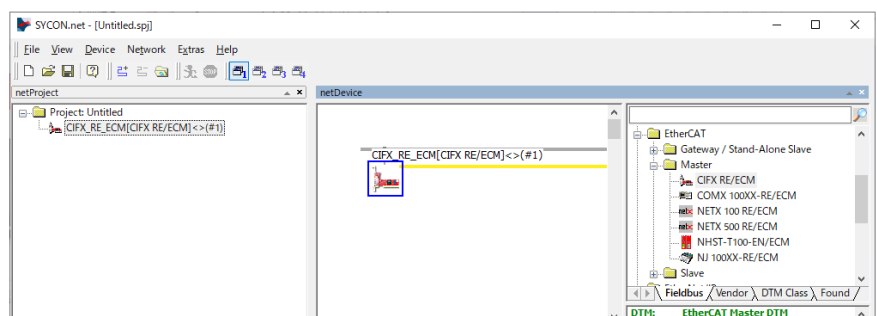 SYCON.net - [Untitled.spj]
File View Device Network Extras Help
netProject
netDevice
Project: Untitled
CIFX_RE_ECM[CIFX RE/ECM]<>(#1)
CIFX_RE_ECM[CIFX RE/ECM]<>(#1)
EtherCAT
Gateway / Stand-Alone Slave
Master
CIFX RE/ECM
COMX 100XX-RE/ECM
NETX 100 RE/ECM
NETX 500 RE/ECM
NHST-T100-EN/ECM
NJ 100XX-RE/ECM
Slave
Fieldbus Vendor DTM Class Found
DTM: EtherCAT Master DTM